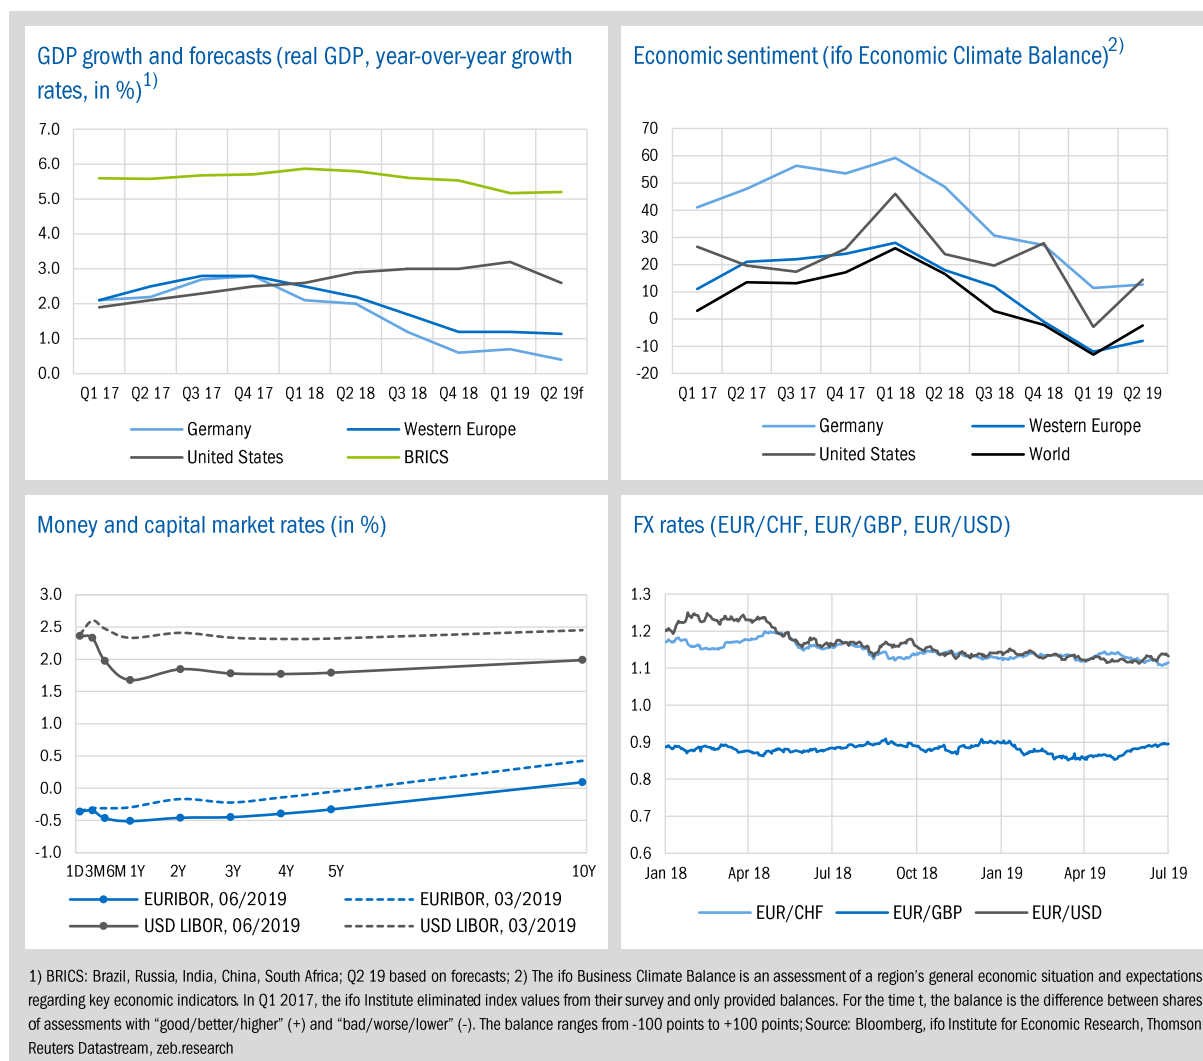 GDP growth and forecasts (real GDP, year-over-year growth
rates, in %)1)
7.0
6.0
5.0
4.0
3.0
2.0
1.0
0.0
Q1 17 Q2 17 Q3 17 Q4 17 Q1 18 Q2 18 Q3 18 Q4 18 Q1 19 Q2 19f
Germany Western Europe
United States BRICS
Economic sentiment (ifo Economic Climate Balance)2)
70
60
50
40
30
20
10
0
-10
-20
Q1 17 Q2 17 Q3 17 Q4 17 Q1 18 Q2 18 Q3 18 Q4 18 Q1 19 Q2 19
Germany Western Europe
United States World
Money and capital market rates (in %)
3.0
2.5
2.0
1.5
1.0
0.5
0.0
-0.5
-1.0
1D 3M 6M 1Y 2Y 3Y 4Y 5Y 10Y
EURIBOR, 06/2019 EURIBOR, 03/2019
USD LIBOR, 06/2019 USD LIBOR, 03/2019
FX rates (EUR/CHF, EUR/GBP, EUR/USD)
1.3
1.2
1.1
1.0
0.9
0.8
0.7
0.6
Jan 18 Apr 18 Jul 18 Oct 18 Jan 19 Apr 19 Jul 19
EUR/CHF EUR/GBP EUR/USD
1) BRICS: Brazil, Russia, India, China, South Africa; Q2 19 based on forecasts; 2) The ifo Business Climate Balance is an assessment of a region's general economic situation and expectations
regarding key economic indicators. In Q1 2017, the ifo Institute eliminated index values from their survey and only provided balances. For the time t, the balance is the difference between shares
of assessments with “good/better/higher” (+) and “bad/worse/lower” (-). The balance ranges from -100 points to +100 points; Source: Bloomberg, ifo Institute for Economic Research, Thomson
Reuters Datastream, zeb.research